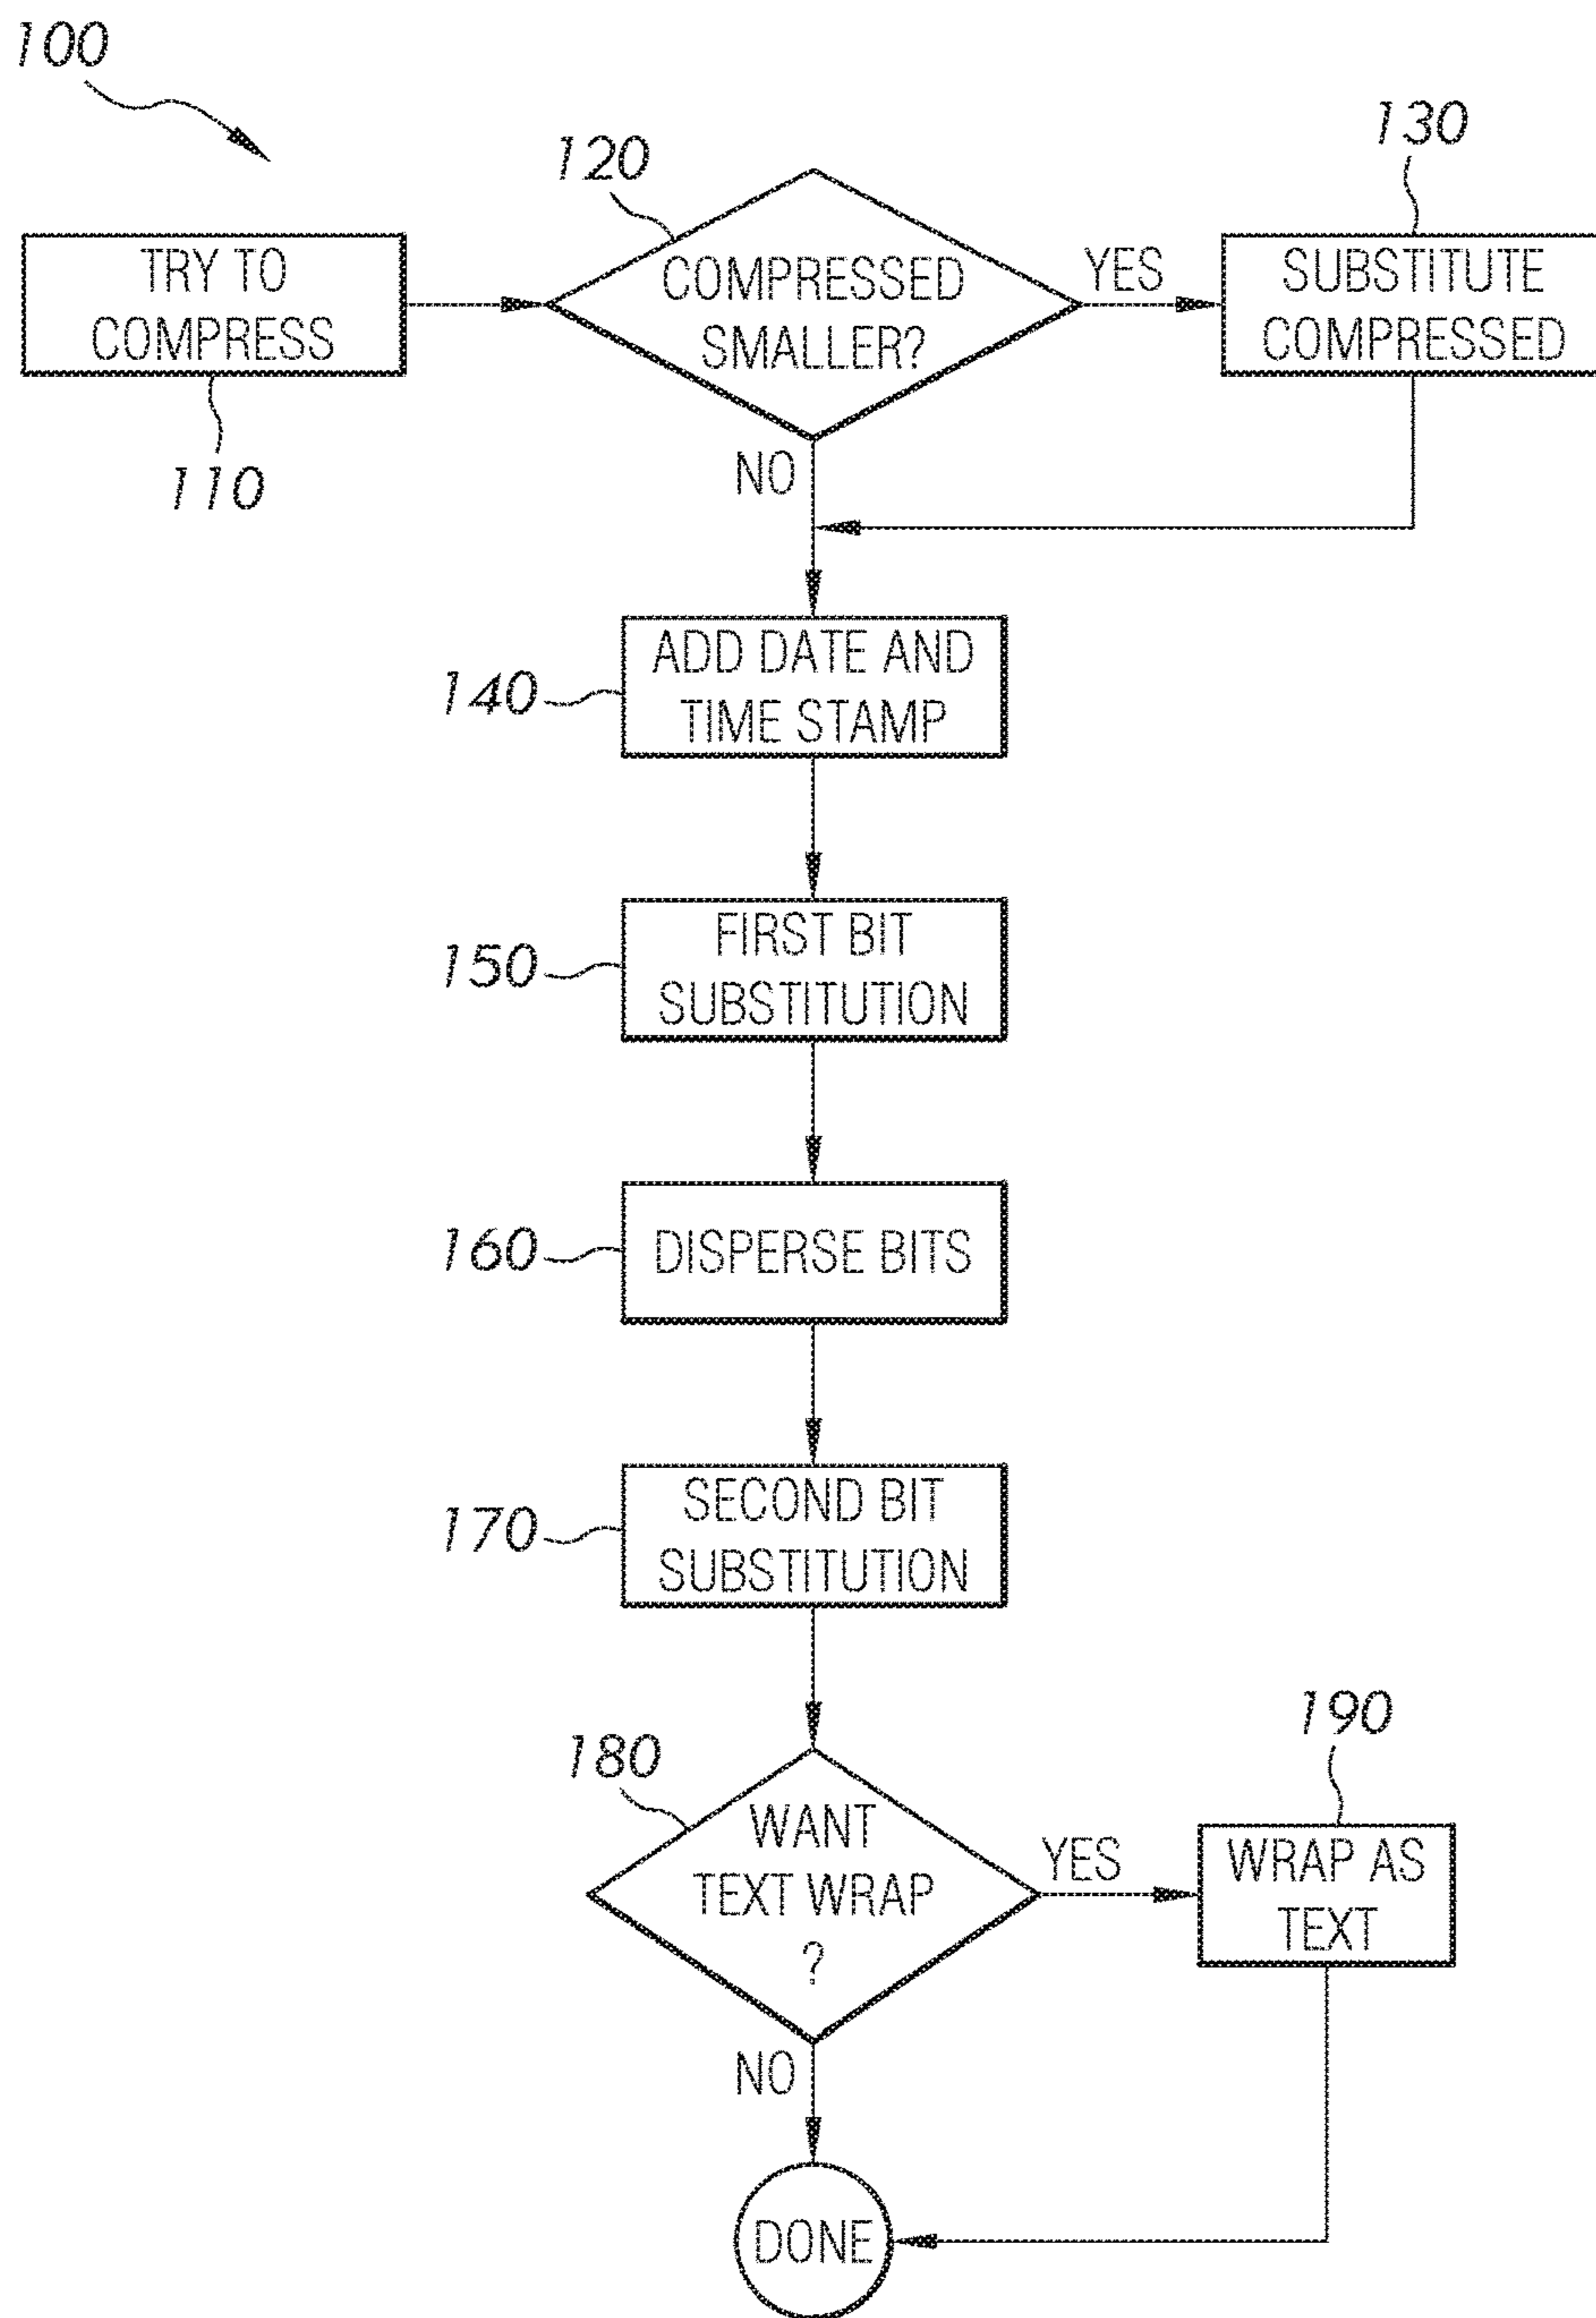 100
120
130
TRY TO
COMPRESS
110
COMPRESSED
SMALLER?
YES
SUBSTITUTE
COMPRESSED
NO
140
ADD DATE AND
TIME STAMP
150
FIRST BIT
SUBSTITUTION
160
DISPERSE BITS
170
SECOND BIT
SUBSTITUTION
180
WANT
TEXT WRAP
?
YES
190
WRAP AS
TEXT
NO
DONE